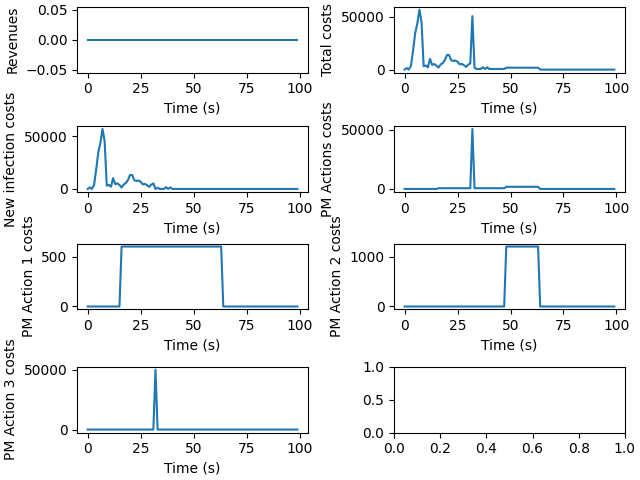 Revenues
0.05
0.00
−0.05
0 25 50 75 100
Time (s)
Total costs
50000
0
0 25 50 75 100
Time (s)
New infection costs
50000
0
0 25 50 75 100
Time (s)
PM Actions costs
50000
0
0 25 50 75 100
Time (s)
PM Action 1 costs
500
0
0 25 50 75 100
Time (s)
PM Action 2 costs
1000
0
0 25 50 75 100
Time (s)
PM Action 3 costs
50000
0
0 25 50 75 100
Time (s)
1.0
0.5
0.0
0.0 0.2 0.4 0.6 0.8 1.0